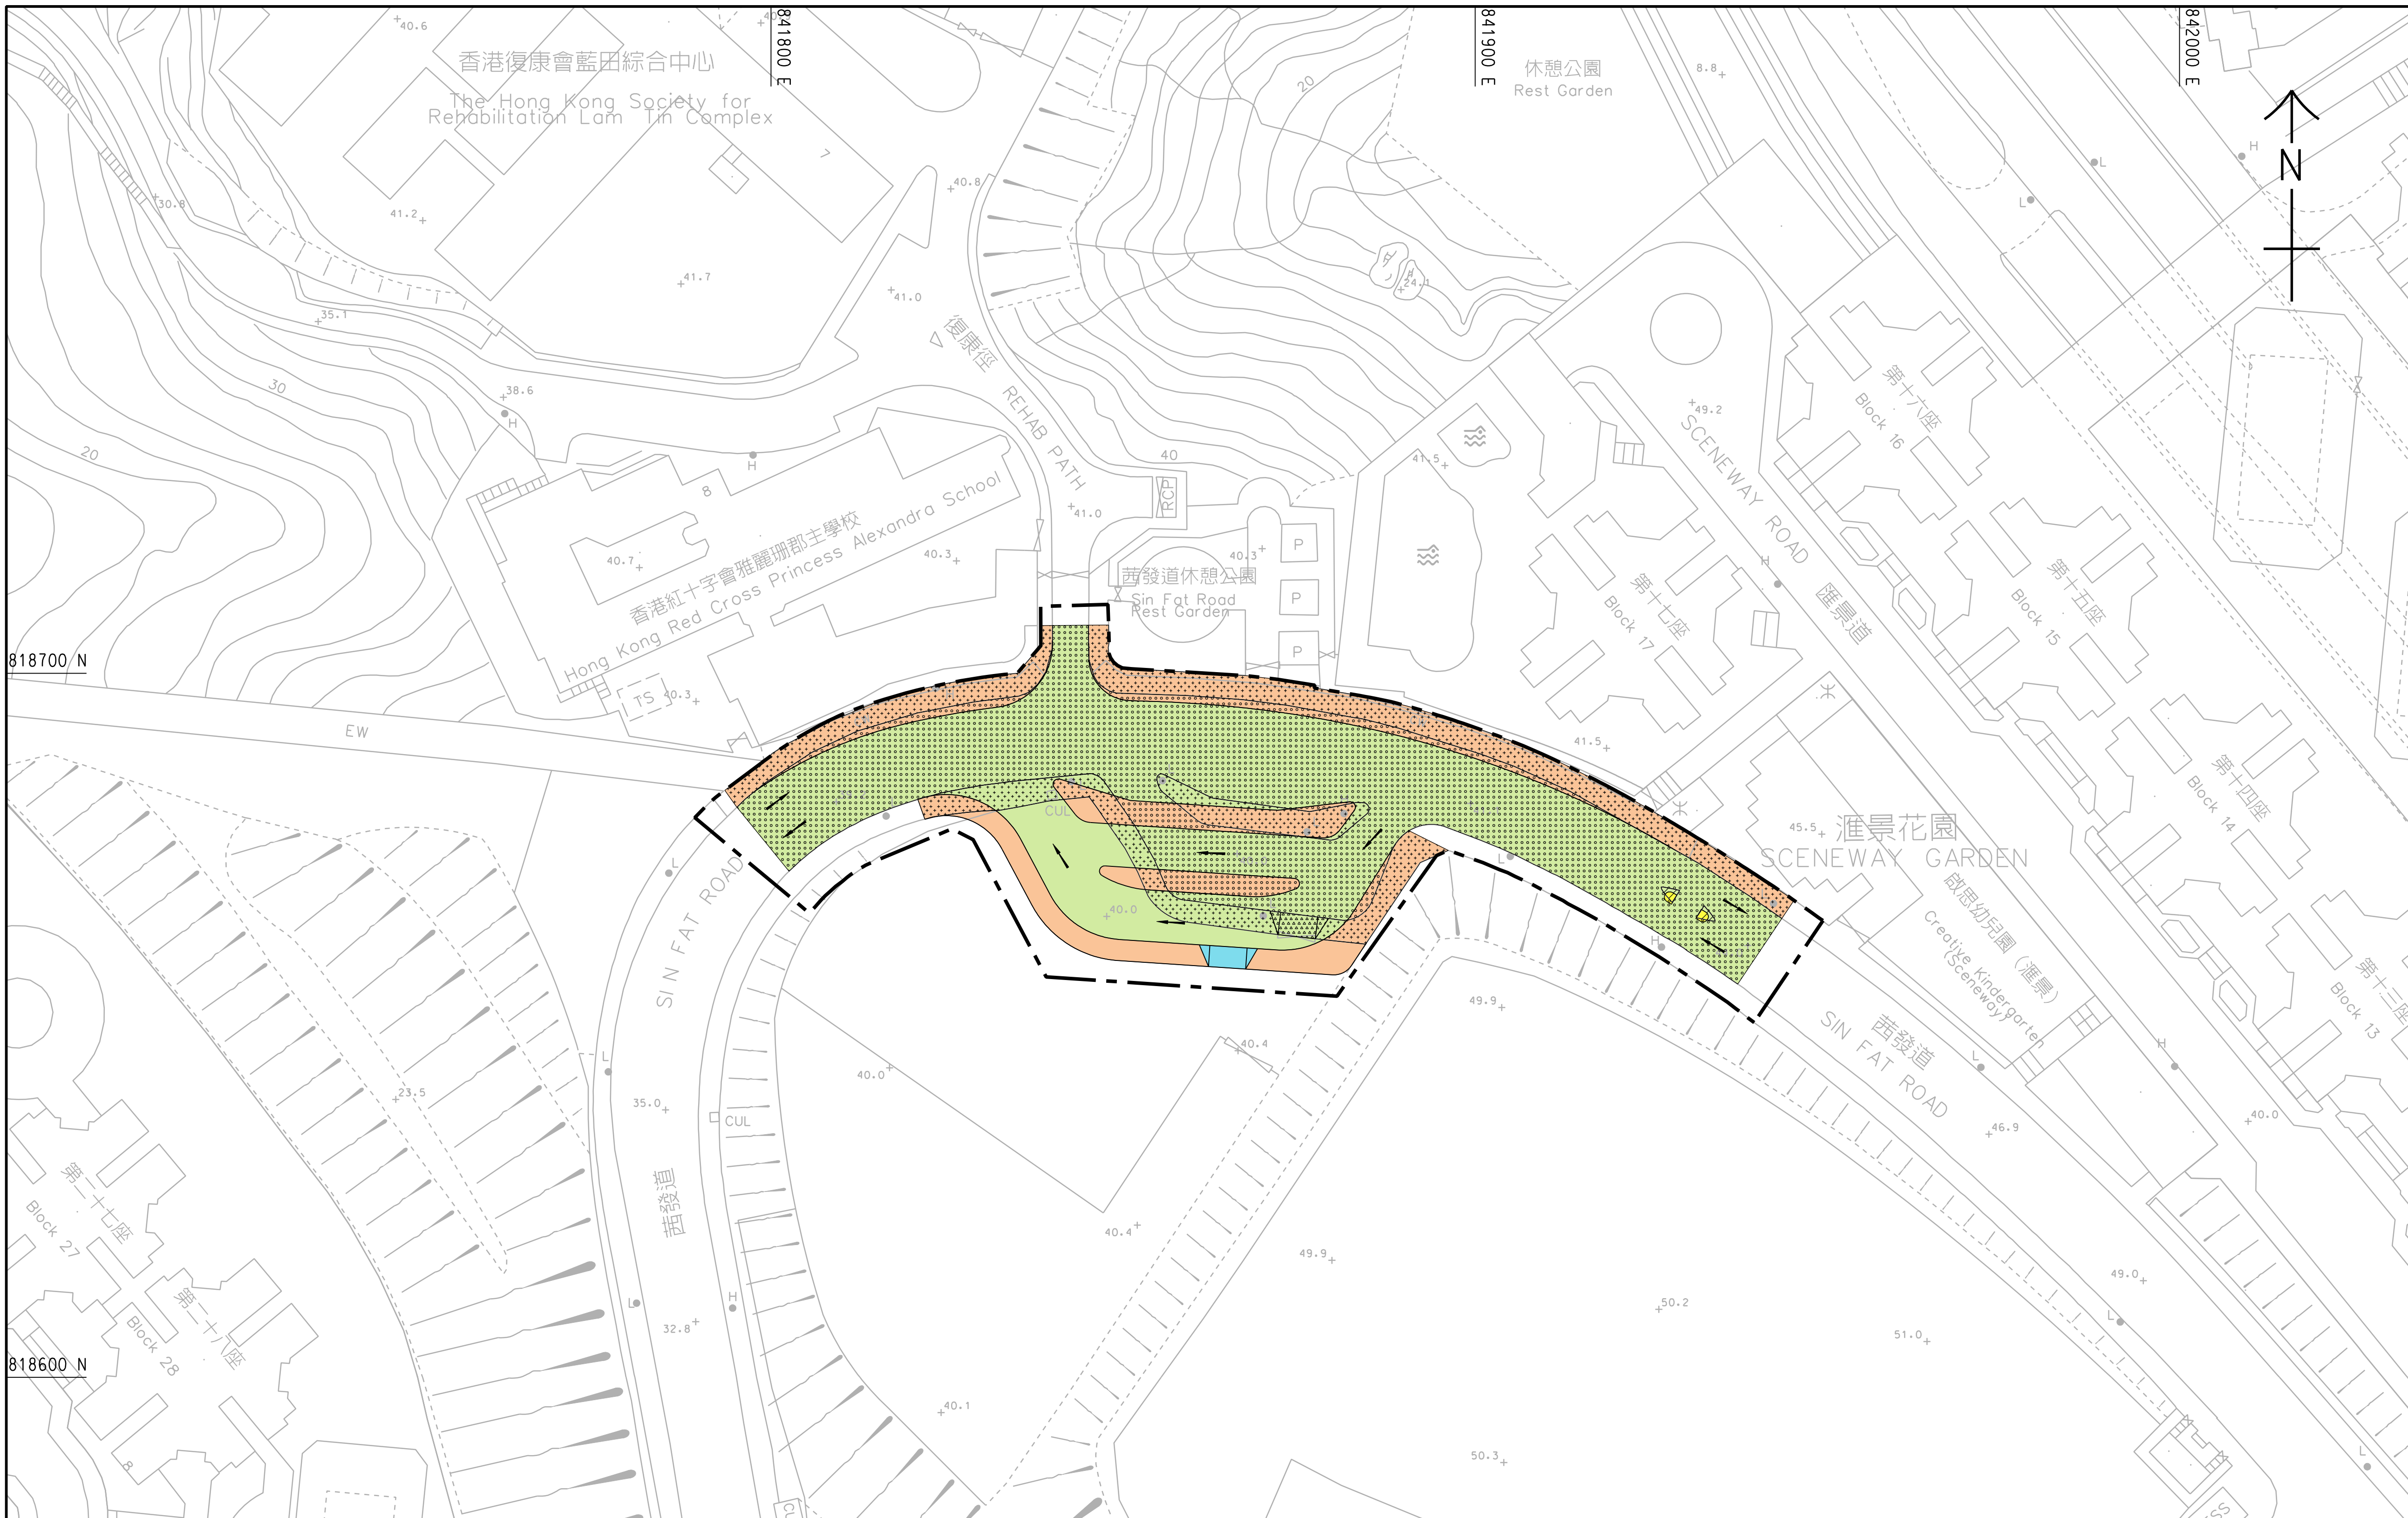 841800 E
841900 E
842000 E
40.6
香港復康會藍田綜合中心
The Hong Kong Society for
Rehabilitation Lam Tin Complex
休憩公園
Rest Garden
8.8
20
7
L
H
N
L
40.8
30.8
41.2
41.7
41.0
24.1
35.1
復康徑
REHAB PATH
30
38.6
H
H
49.2
SCENEWAY ROAD
匯景道
第十六座
Block 16
20
40
41.5
8
RCP
41.0
40.3
40.7
40.3
P
P
P
香港紅十字會雅麗珊郡主學校
Hong Kong Red Cross Princess Alexandra School
茜發道休憩公園
Sin Fat Road
Rest Garden
第十七座
Block 17
H
第十五座
Block 15
818700 N
TS
40.3
EW
41.5
第十四座
Block 14
45.5
匯景花園
SCENEWAY GARDEN
CUL
L
L
40.0
H
啟思幼兒園 (匯景)
Creative Kindergarten
(Sceneway)
第十三座
Block 13
SIN FAT ROAD
49.9
茜發道
SIN FAT ROAD
L
H
40.4
40.0
23.5
L
35.0
CUL
46.9
40.0
第二十七座
Block 27
茜發道
40.4
49.9
49.0
50.2
51.0
L
第二十八座
Block 28
L
H
32.8
818600 N
40.1
50.3
L
8
SS